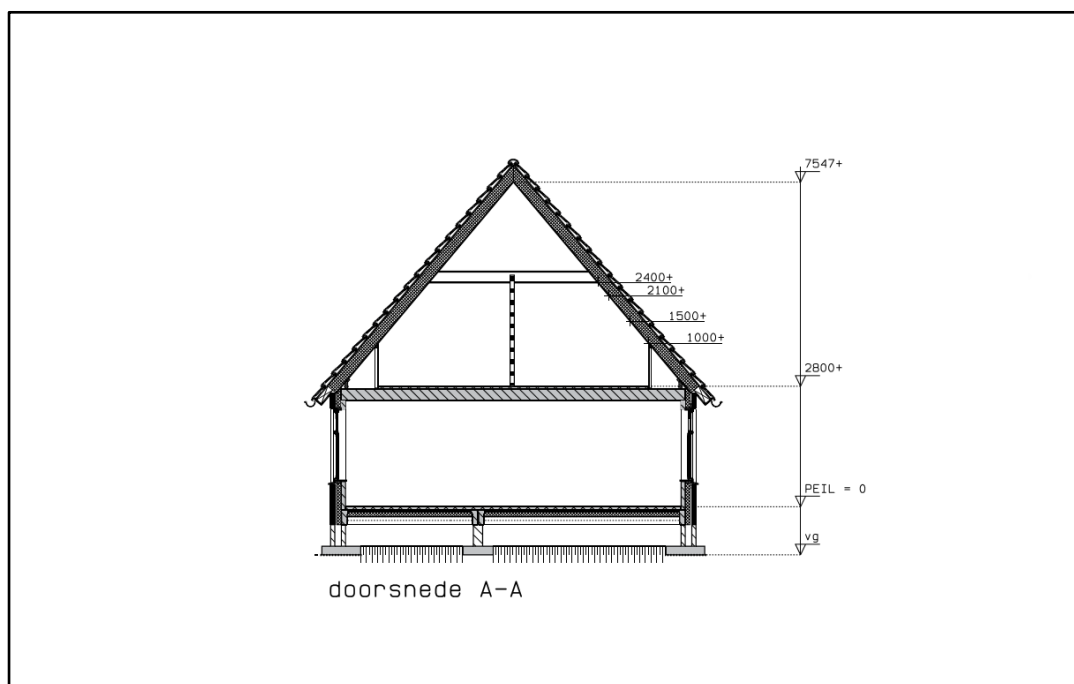 7547+
2400+
2100+
1500+
1000+
2800+
PEIL = 0
vg
doorsnede A-A